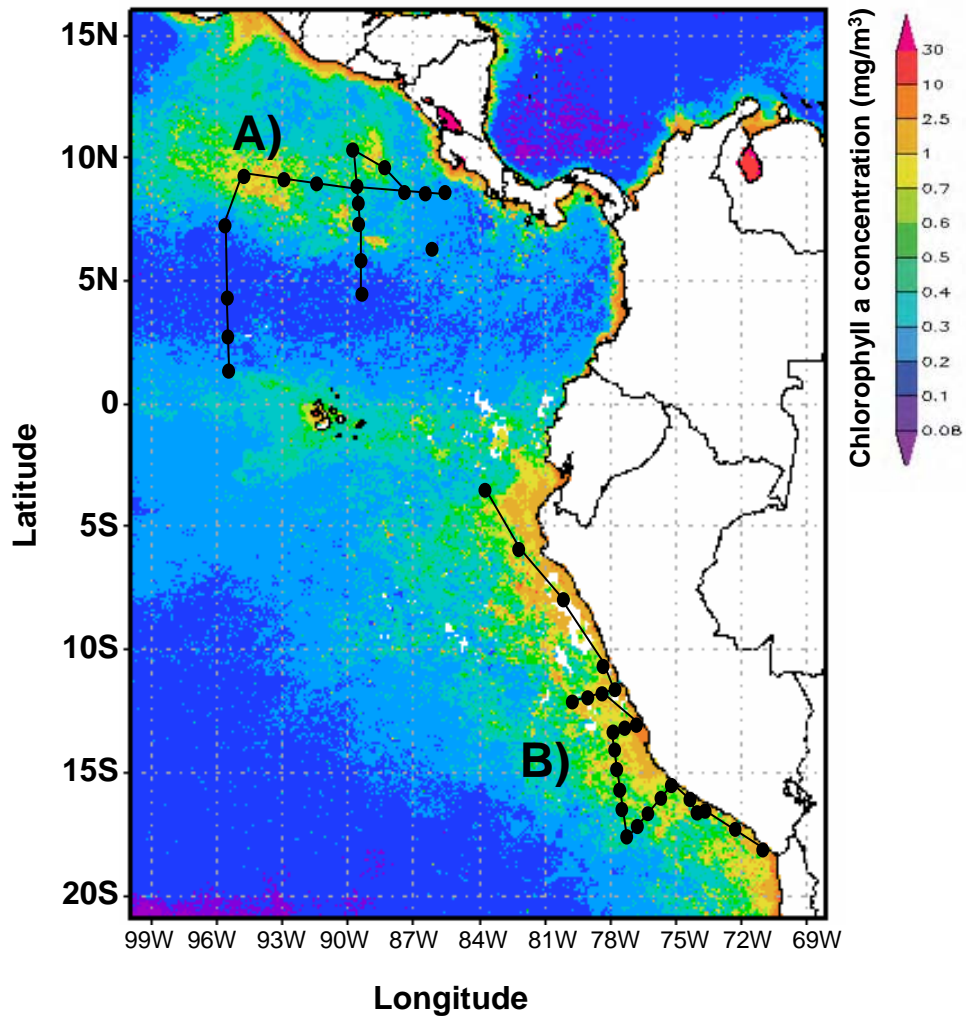 Chlorophyll a concentration (mg/m³)
30
10
2.5
1
0.7
0.6
0.5
0.4
0.3
0.2
0.1
0.08
Latitude
15N
10N
5N
0
5S
10S
15S
20S
A)
B)
99W 96W 93W 90W 87W 84W 81W 78W 75W 72W 69W
Longitude